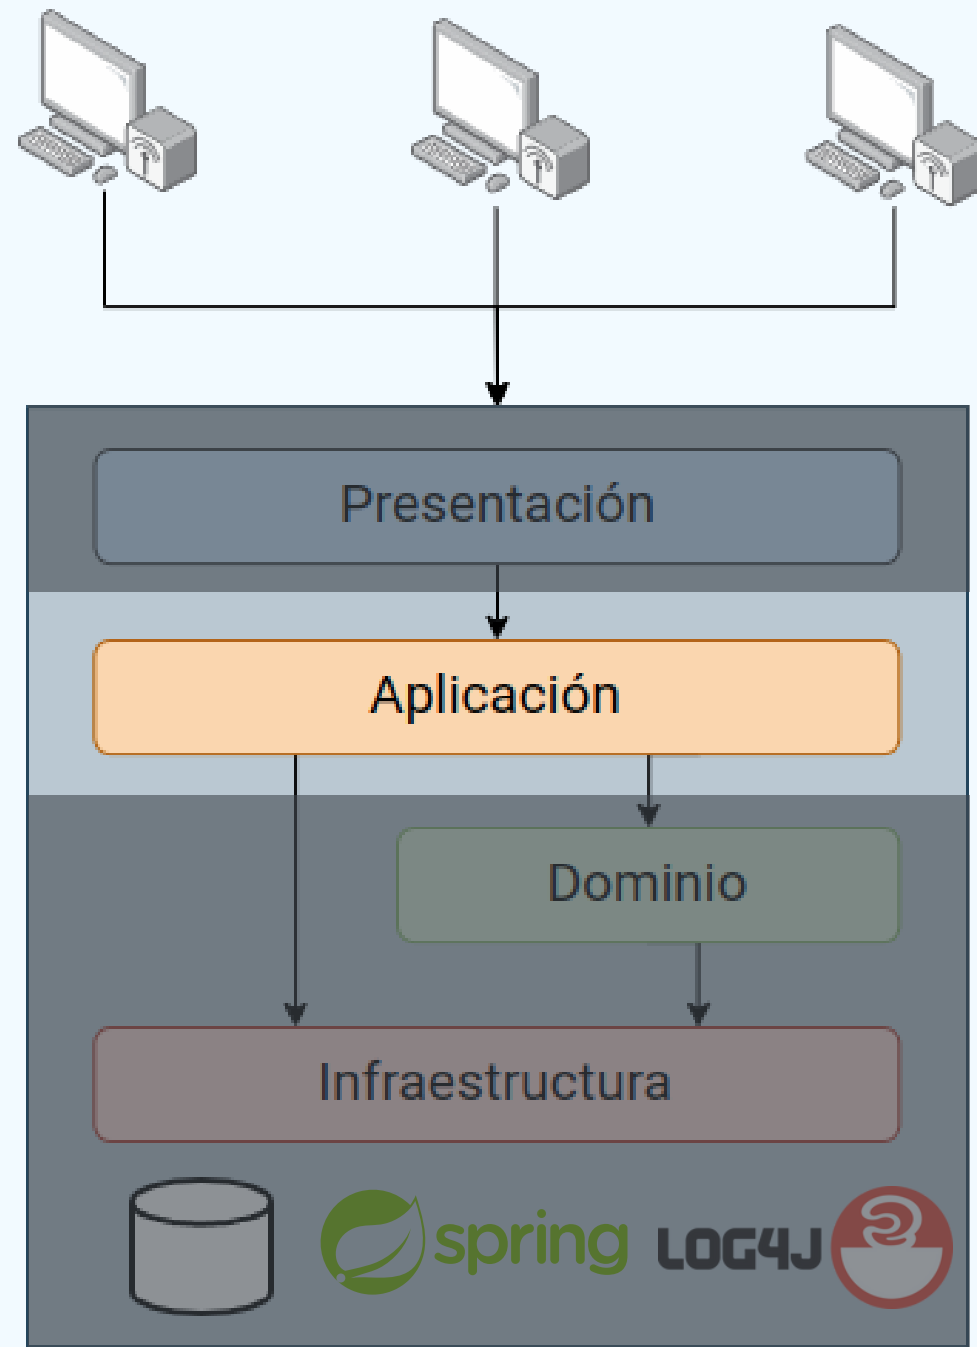 Presentación
Aplicación
Dominio
Infraestructura
spring LOG4J